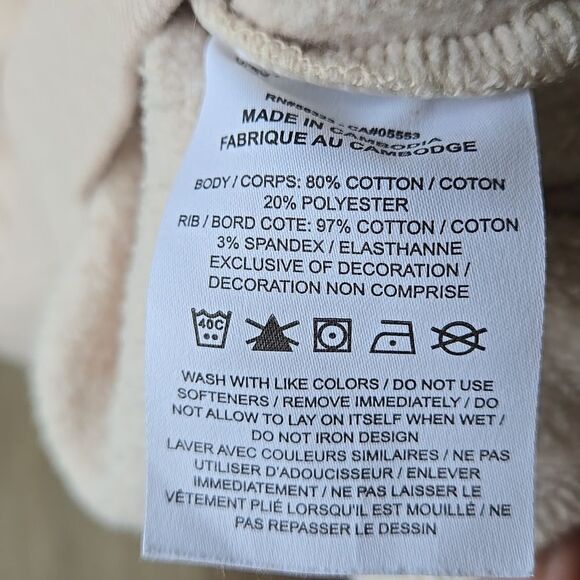 MADE IN CAMBODIA
FABRIQUE AU CAMBODGE
BODY / CORPS: 80% COTTON / COTON
20% POLYESTER
RIB / BORD COTE: 97% COTTON / COTON
3% SPANDEX / ELASTHANNE
EXCLUSIVE OF DECORATION /
DECORATION NON COMPRISE
40C
WASH WITH LIKE COLORS / DO NOT USE
SOFTENERS / REMOVE IMMEDIATELY / DO
NOT ALLOW TO LAY ON ITSELF WHEN WET /
DO NOT IRON DESIGN
LAVER AVEC COULEURS SIMILAIRES / NE PAS
UTILISER D'ADOUCISSEUR / ENLEVER
IMMEDIATEMENT / NE PAS LAISSER LE
VÊTEMENT PLIÉ LORSQU'IL EST MOUILLÉ / NE
PAS REPASSER LE DESSIN